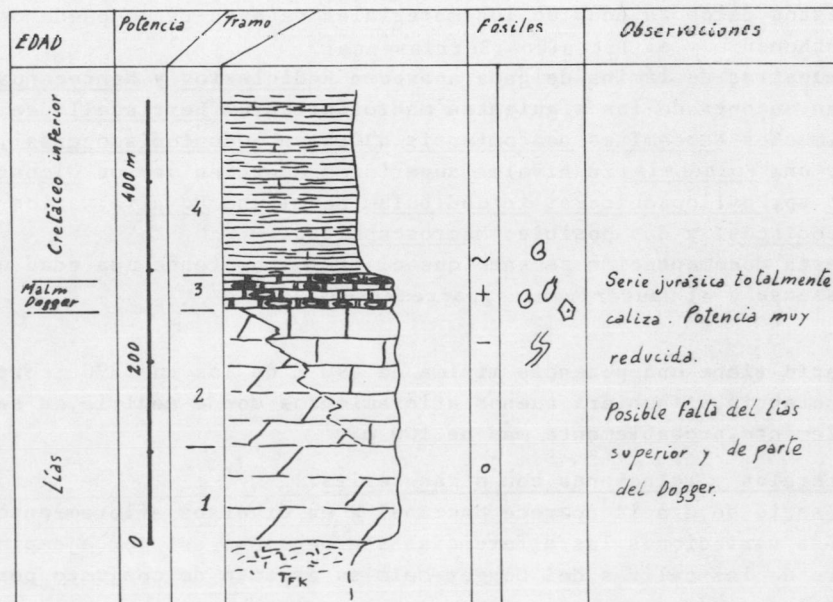 EDAD
Potencia
Tramo
Fósiles
Observaciones
Cretáceo inferior
Malm
Dogger
Lías
400 m
200
0
4
3
2
1
TFK
~
+
-
o
Serie jurásica totalmente
caliza. Potencia muy
reducida.
Posible falta del Lías
superior y de parte
del Dogger.